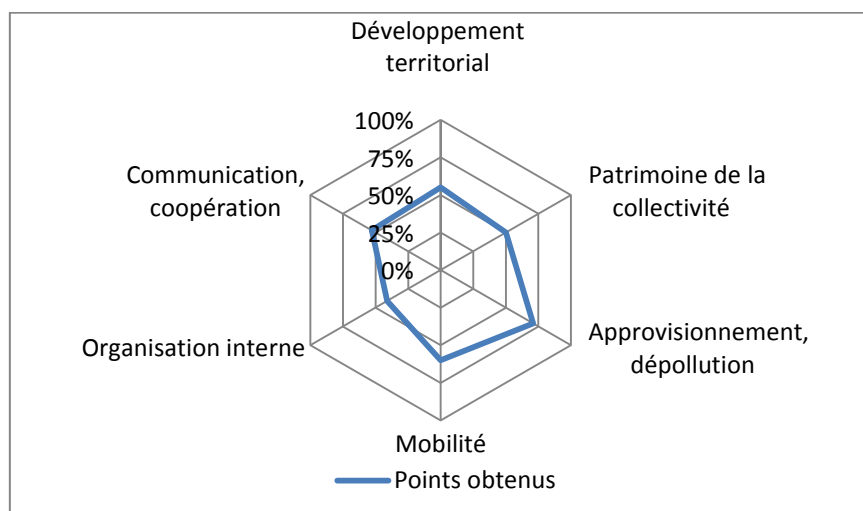 Développement
territorial
100%
75%
50%
25%
0%
Patrimoine de la
collectivité
Approvisionnement,
dépollution
Mobilité
Organisation interne
Communication,
coopération
Points obtenus